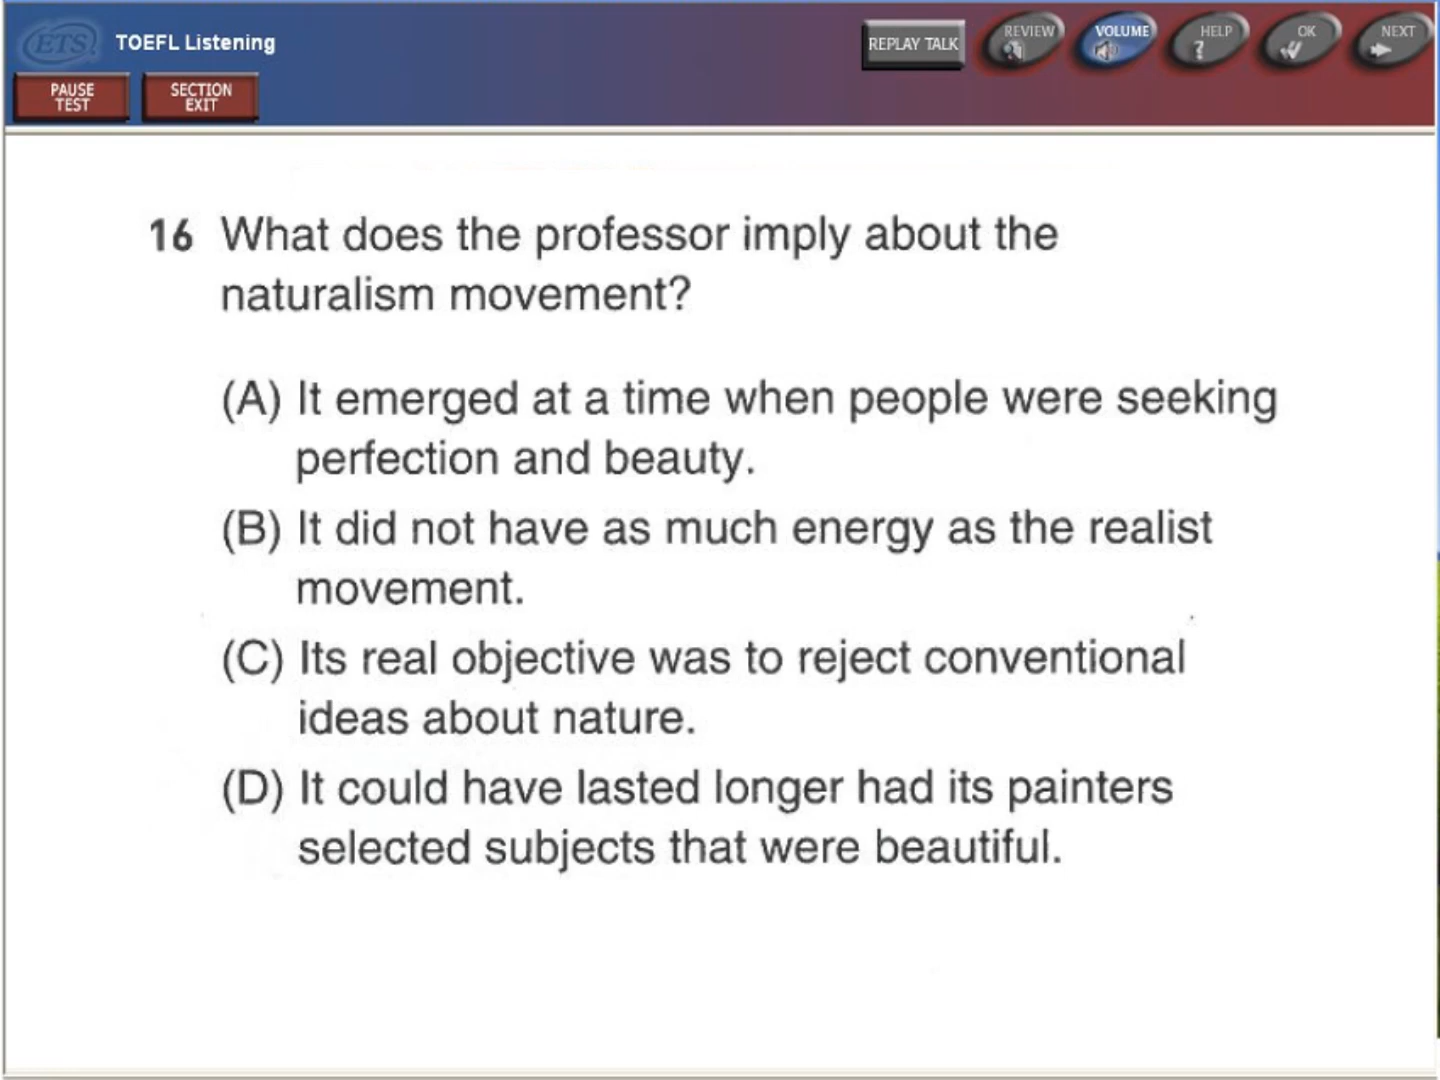 ETS
TOEFL Listening
REPLAY TALK
REVIEW
VOLUME
HELP
OK
NEXT
PAUSE
TEST
SECTION
EXIT
16 What does the professor imply about the
naturalism movement?
(A) It emerged at a time when people were seeking
perfection and beauty.
(B) It did not have as much energy as the realist
movement.
(C) Its real objective was to reject conventional
ideas about nature.
(D) It could have lasted longer had its painters
selected subjects that were beautiful.